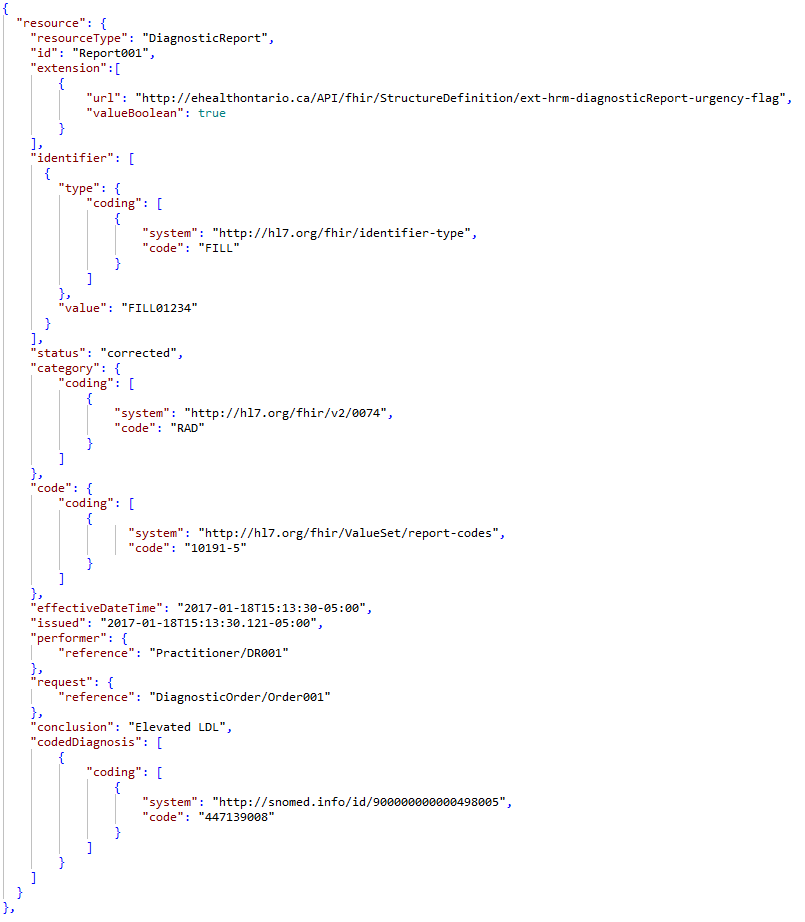 {
  "resource": {
    "resourceType": "DiagnosticReport",
    "id": "Report001",
    "extension":[
        {
            "url": "http://ehealthontario.ca/API/fhir/StructureDefinition/ext-hrm-diagnosticReport-urgency-flag",
            "valueBoolean": true
        }
    ],
    "identifier": [
      {
        "type": {
            "coding": [
                {
                    "system": "http://hl7.org/fhir/identifier-type",
                    "code": "FILL"
                }
            ]
        },
        "value": "FILL01234"
      }
    ],
    "status": "corrected",
    "category": {
        "coding": [
            {
                "system": "http://hl7.org/fhir/v2/0074",
                "code": "RAD"
            }
        ]
    },
    "code": {
        "coding": [
            {
                  "system": "http://hl7.org/fhir/ValueSet/report-codes",
                  "code": "10191-5"
            }
        ]
    },
    "effectiveDateTime": "2017-01-18T15:13:30-05:00",
    "issued": "2017-01-18T15:13:30.121-05:00",
    "performer": {
        "reference": "Practitioner/DR001"
    },
    "request": {
        "reference": "DiagnosticOrder/Order001"
    },
    "conclusion": "Elevated LDL",
    "codedDiagnosis": [
        {
            "coding": [
                {
                    "system": "http://snomed.info/id/900000000000498005",
                    "code": "447139008"
                }
            ]
        }
    ]
  }
},